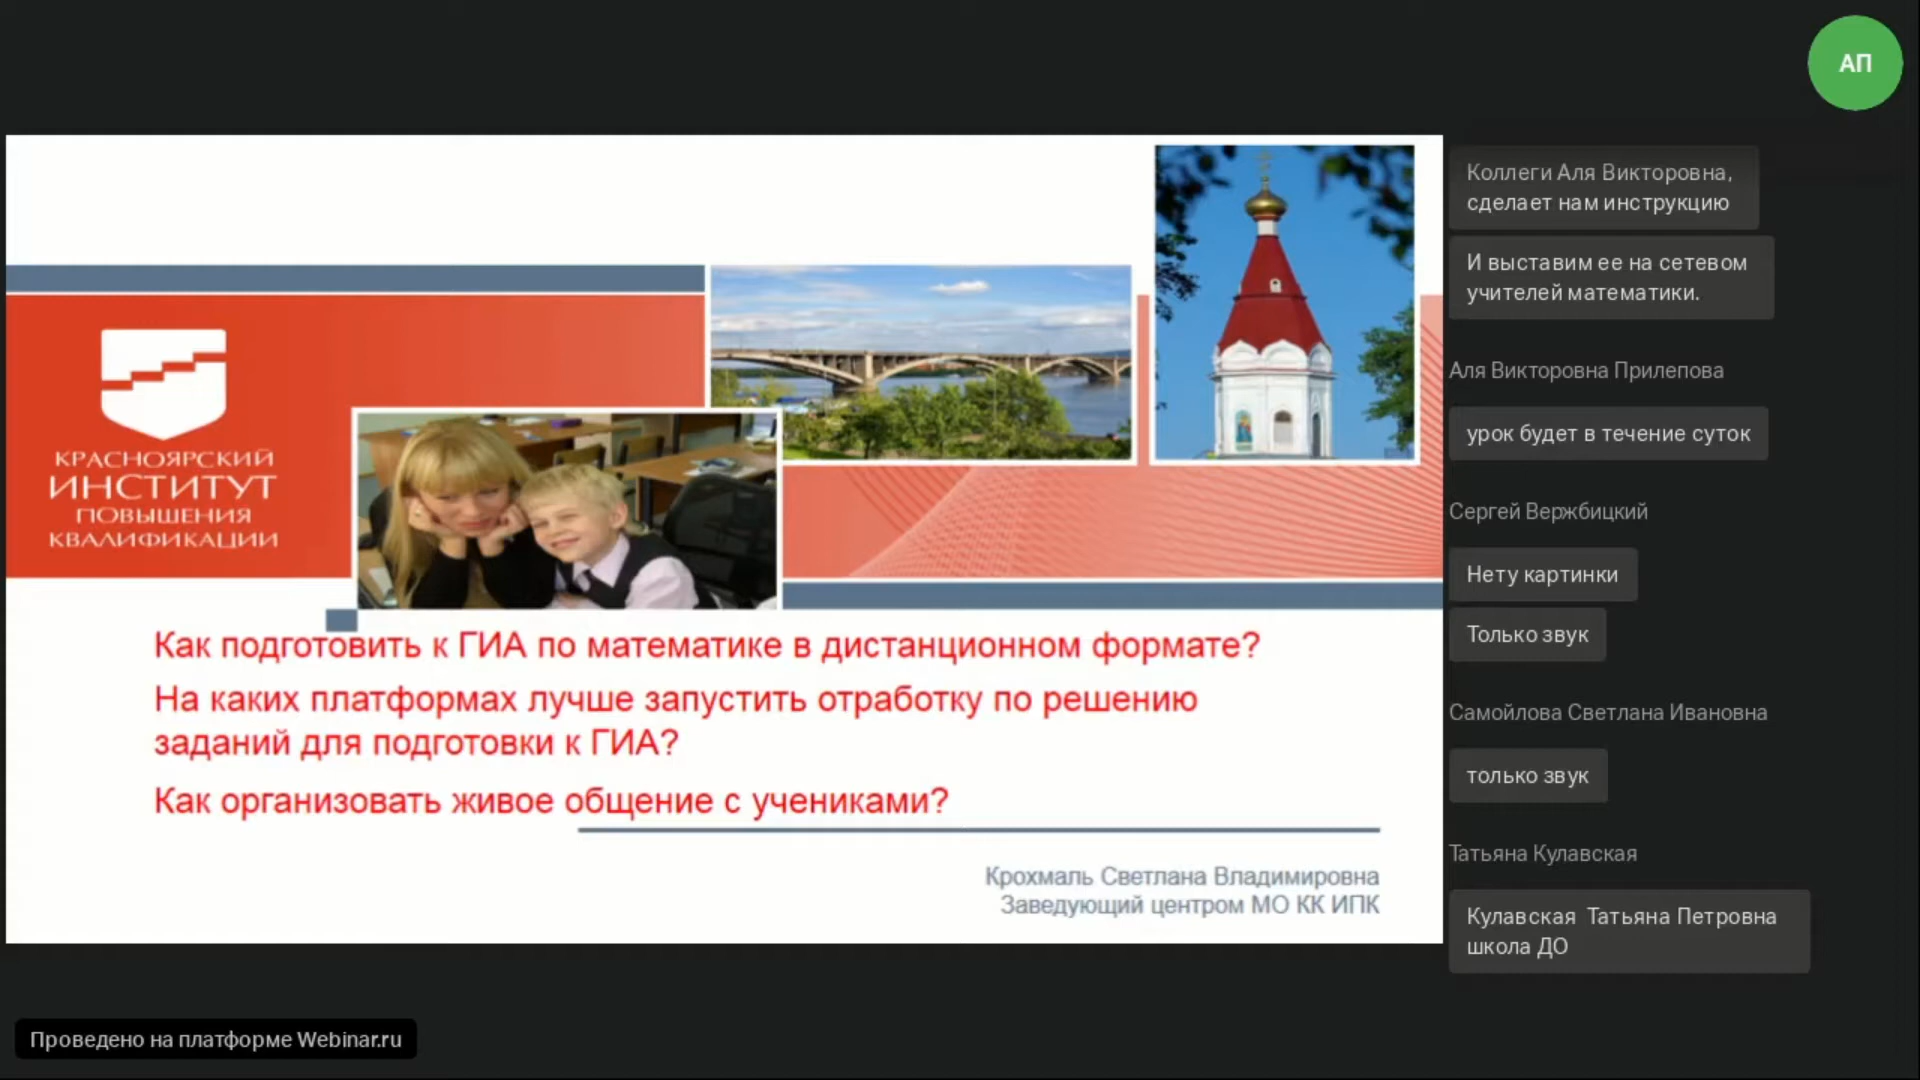 АП
КРАСНОЯРСКИЙ
ИНСТИТУТ
ПОВЫШЕНИЯ
КВАЛИФИКАЦИИ
Как подготовить к ГИА по математике в дистанционном формате?
На каких платформах лучше запустить отработку по решению
заданий для подготовки к ГИА?
Как организовать живое общение с учениками?
Крохмаль Светлана Владимировна
Заведующий центром МО КК ИПК
Коллеги Аля Викторовна,
сделает нам инструкцию
И выставим ее на сетевом
учителей математики.
Аля Викторовна Прилепова
урок будет в течение суток
Сергей Вержбицкий
Нету картинки
Только звук
Самойлова Светлана Ивановна
только звук
Татьяна Кулавская
Кулавская Татьяна Петровна
школа ДО
Проведено на платформе Webinar.ru